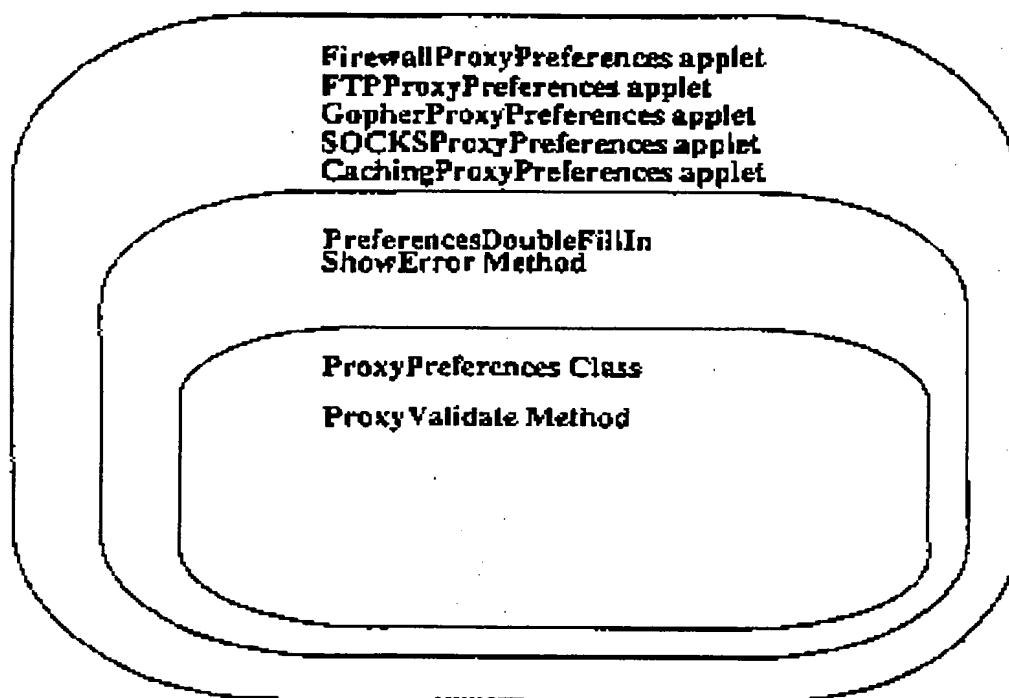 FirewallProxyPreferences applet
FTPProxyPreferences applet
GopherProxyPreferences applet
SOCKSProxyPreferences applet
CachingProxyPreferences applet
PreferencesDoubleFillIn
ShowError Method
ProxyPreferences Class
ProxyValidate Method